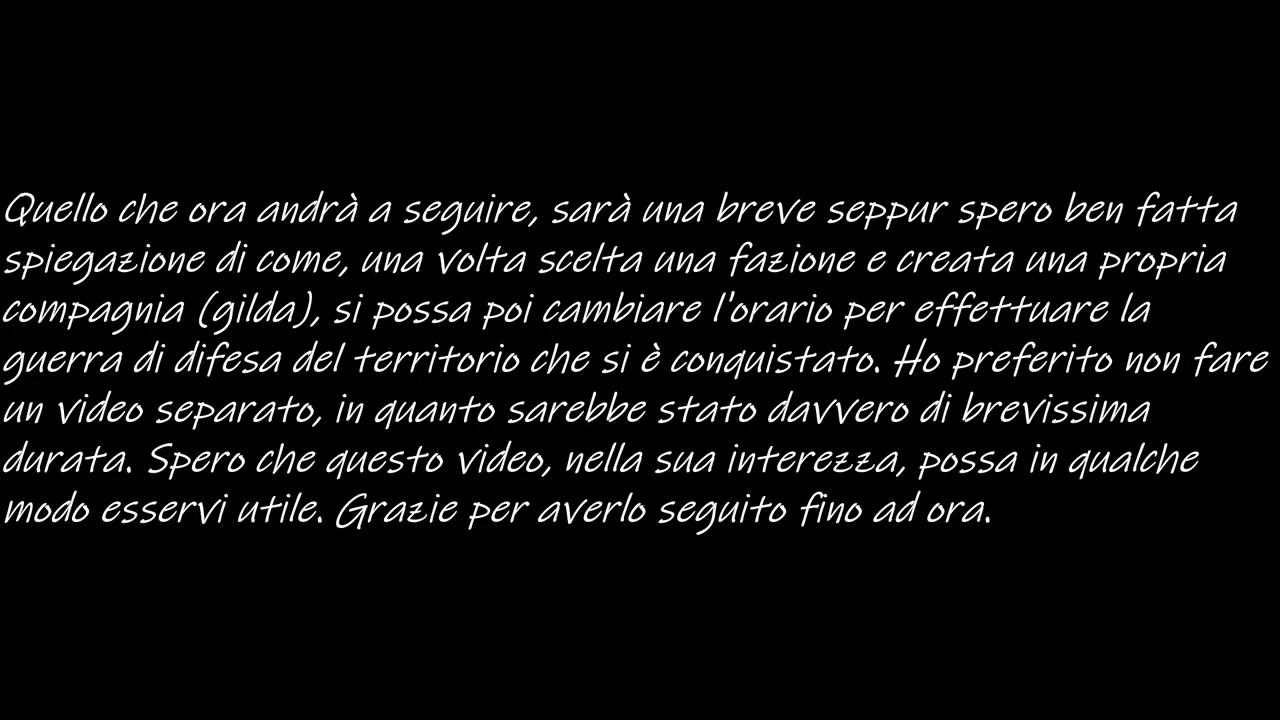 Quello che ora andrà a seguire, sarà una breve seppur spero ben fatta
spiegazione di come, una volta scelta una fazione e creata una propria
compagnia (gilda), si possa poi cambiare l'orario per effettuare la
guerra di difesa del territorio che si è conquistato. Ho preferito non fare
un video separato, in quanto sarebbe stato davvero di brevissima
durata. Spero che questo video, nella sua interezza, possa in qualche
modo esservi utile. Grazie per averlo seguito fino ad ora.